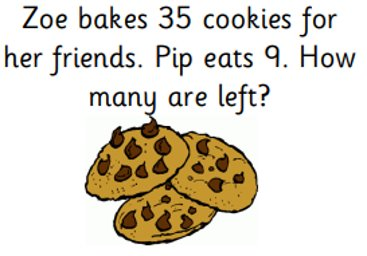 Zoe bakes 35 cookies for
her friends. Pip eats 9. How
many are left?